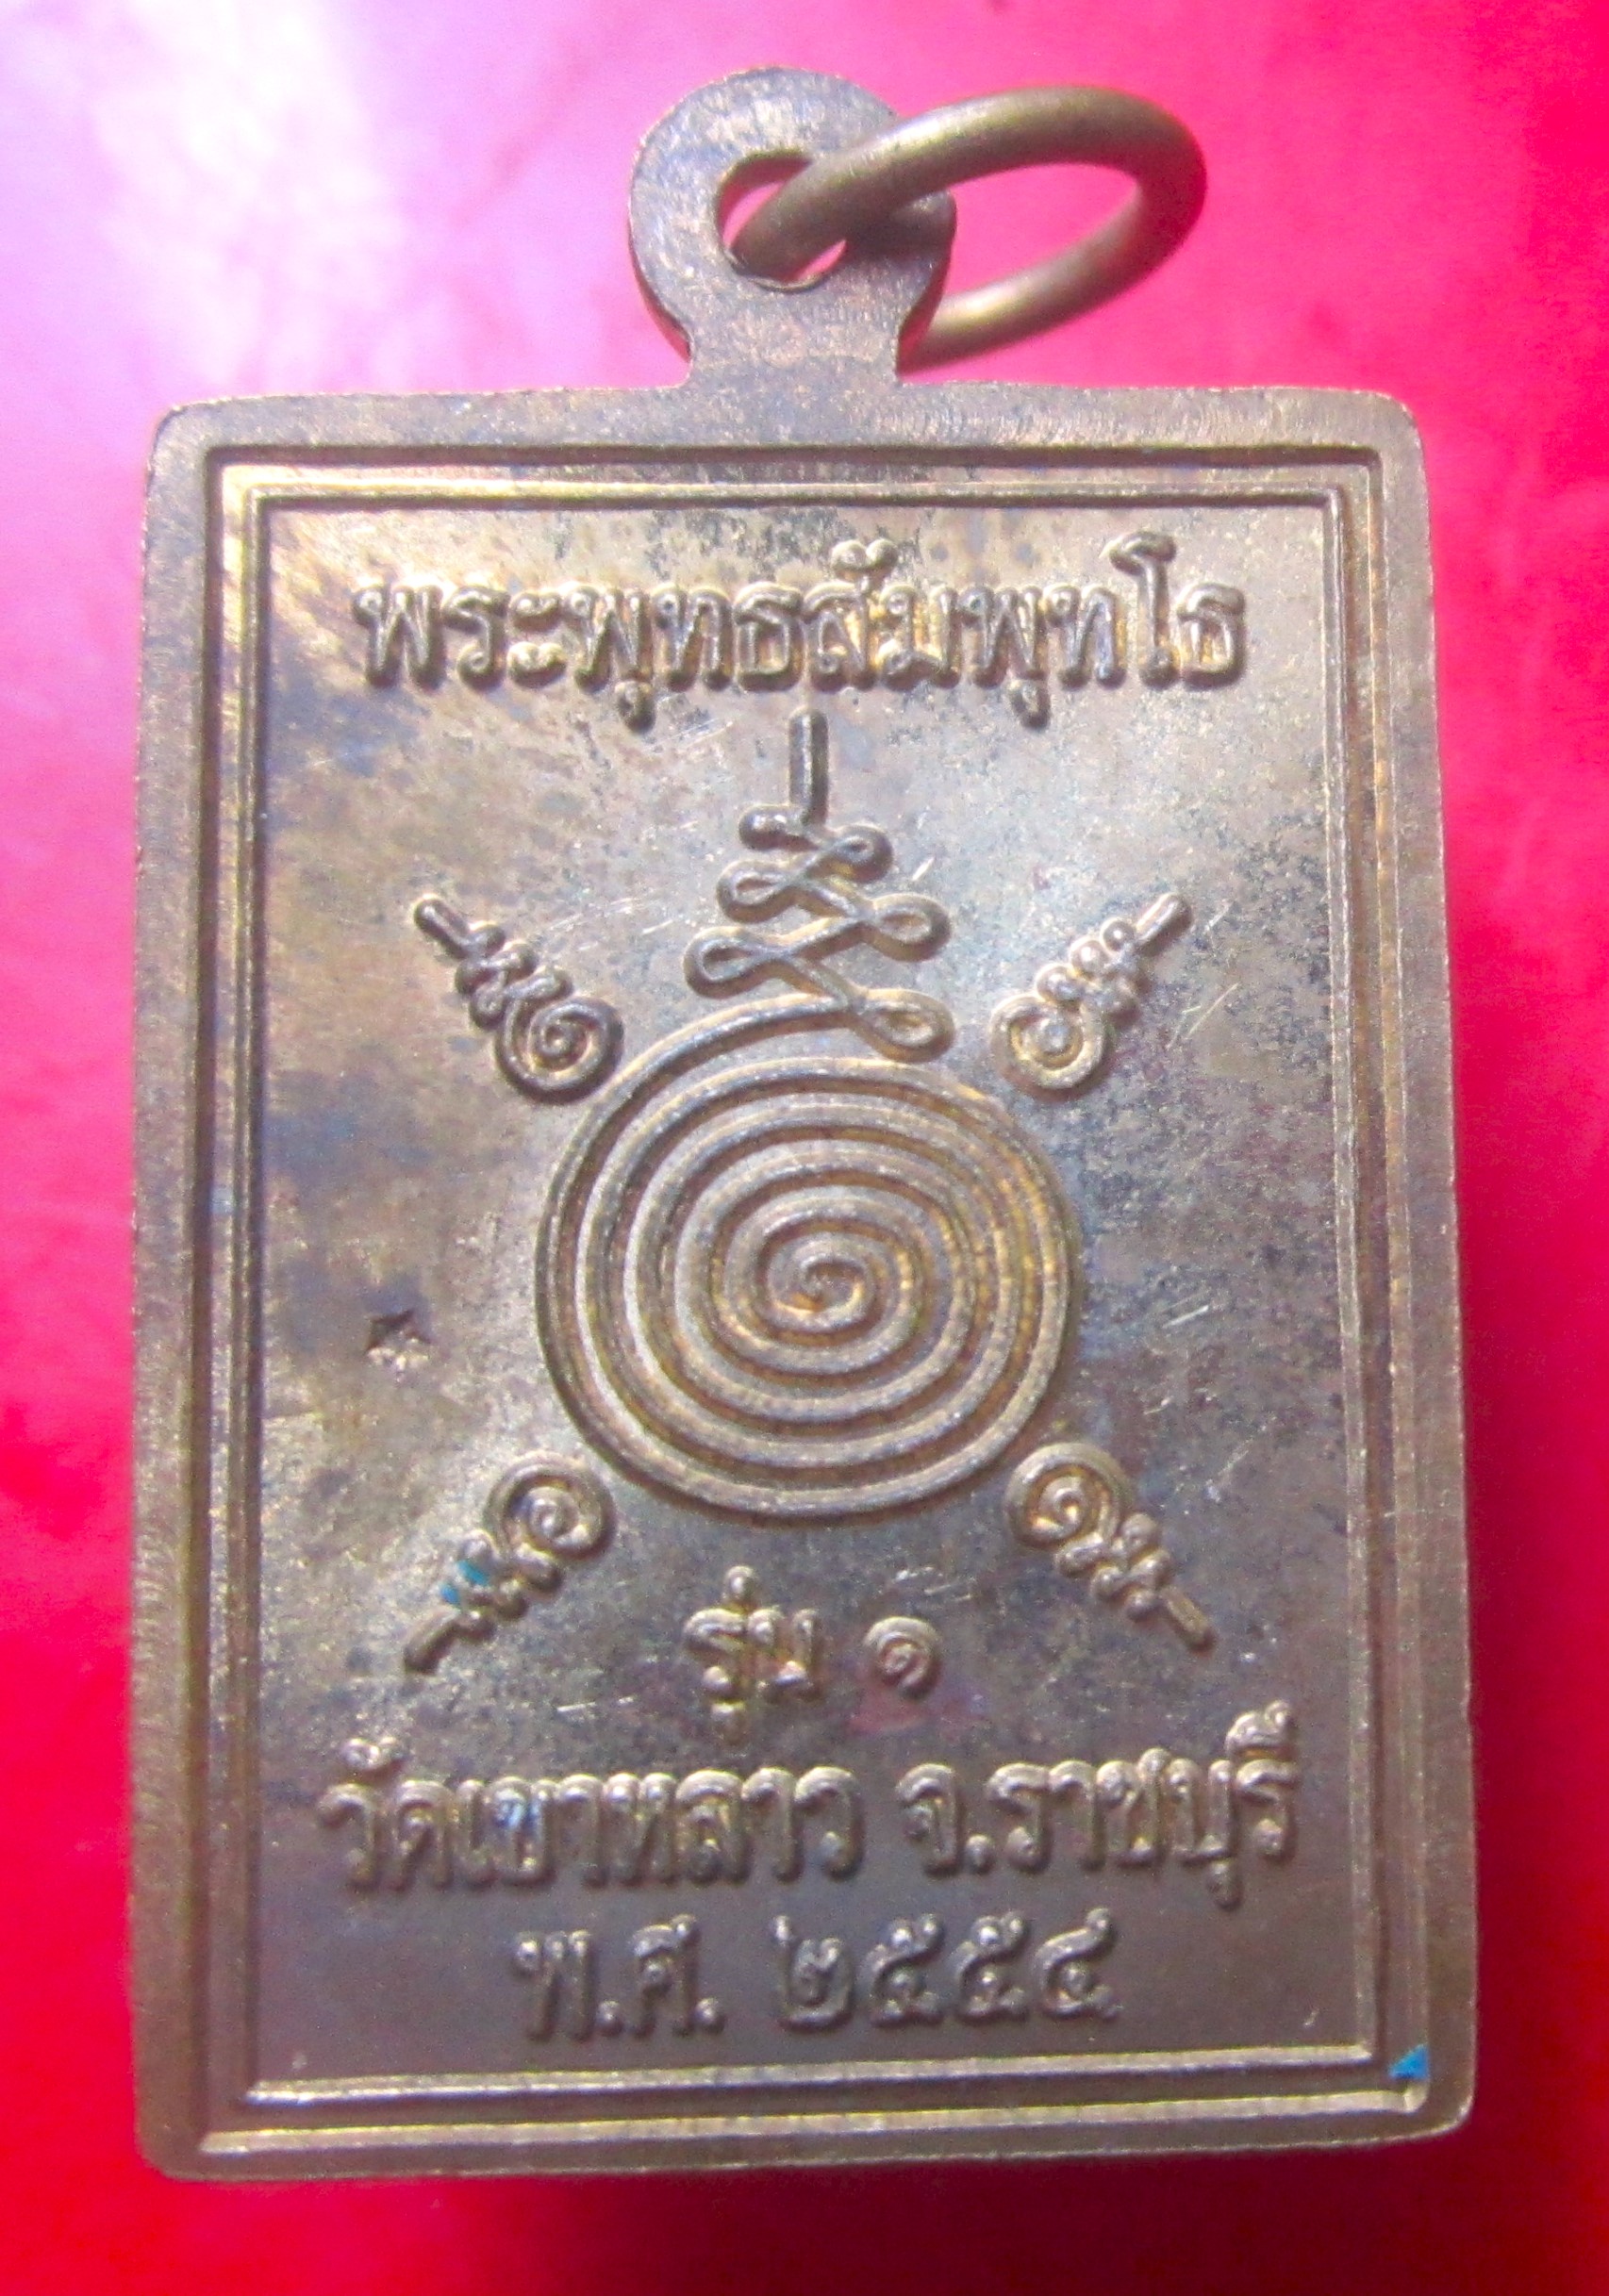 พระพุทธสัมพุทโธ
รุ่น ๑
วัดเขาหลาว จ.ราชบุรี
พ.ศ. ๒๕๕๔